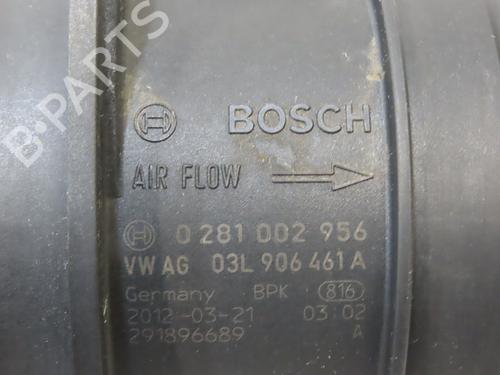 B-PARTS
BOSCH
AIR FLOW
0 281 002 956
VW AG 03L 906 461 A
Germany BPK 816
2012-03-21 03:02
291896689 A